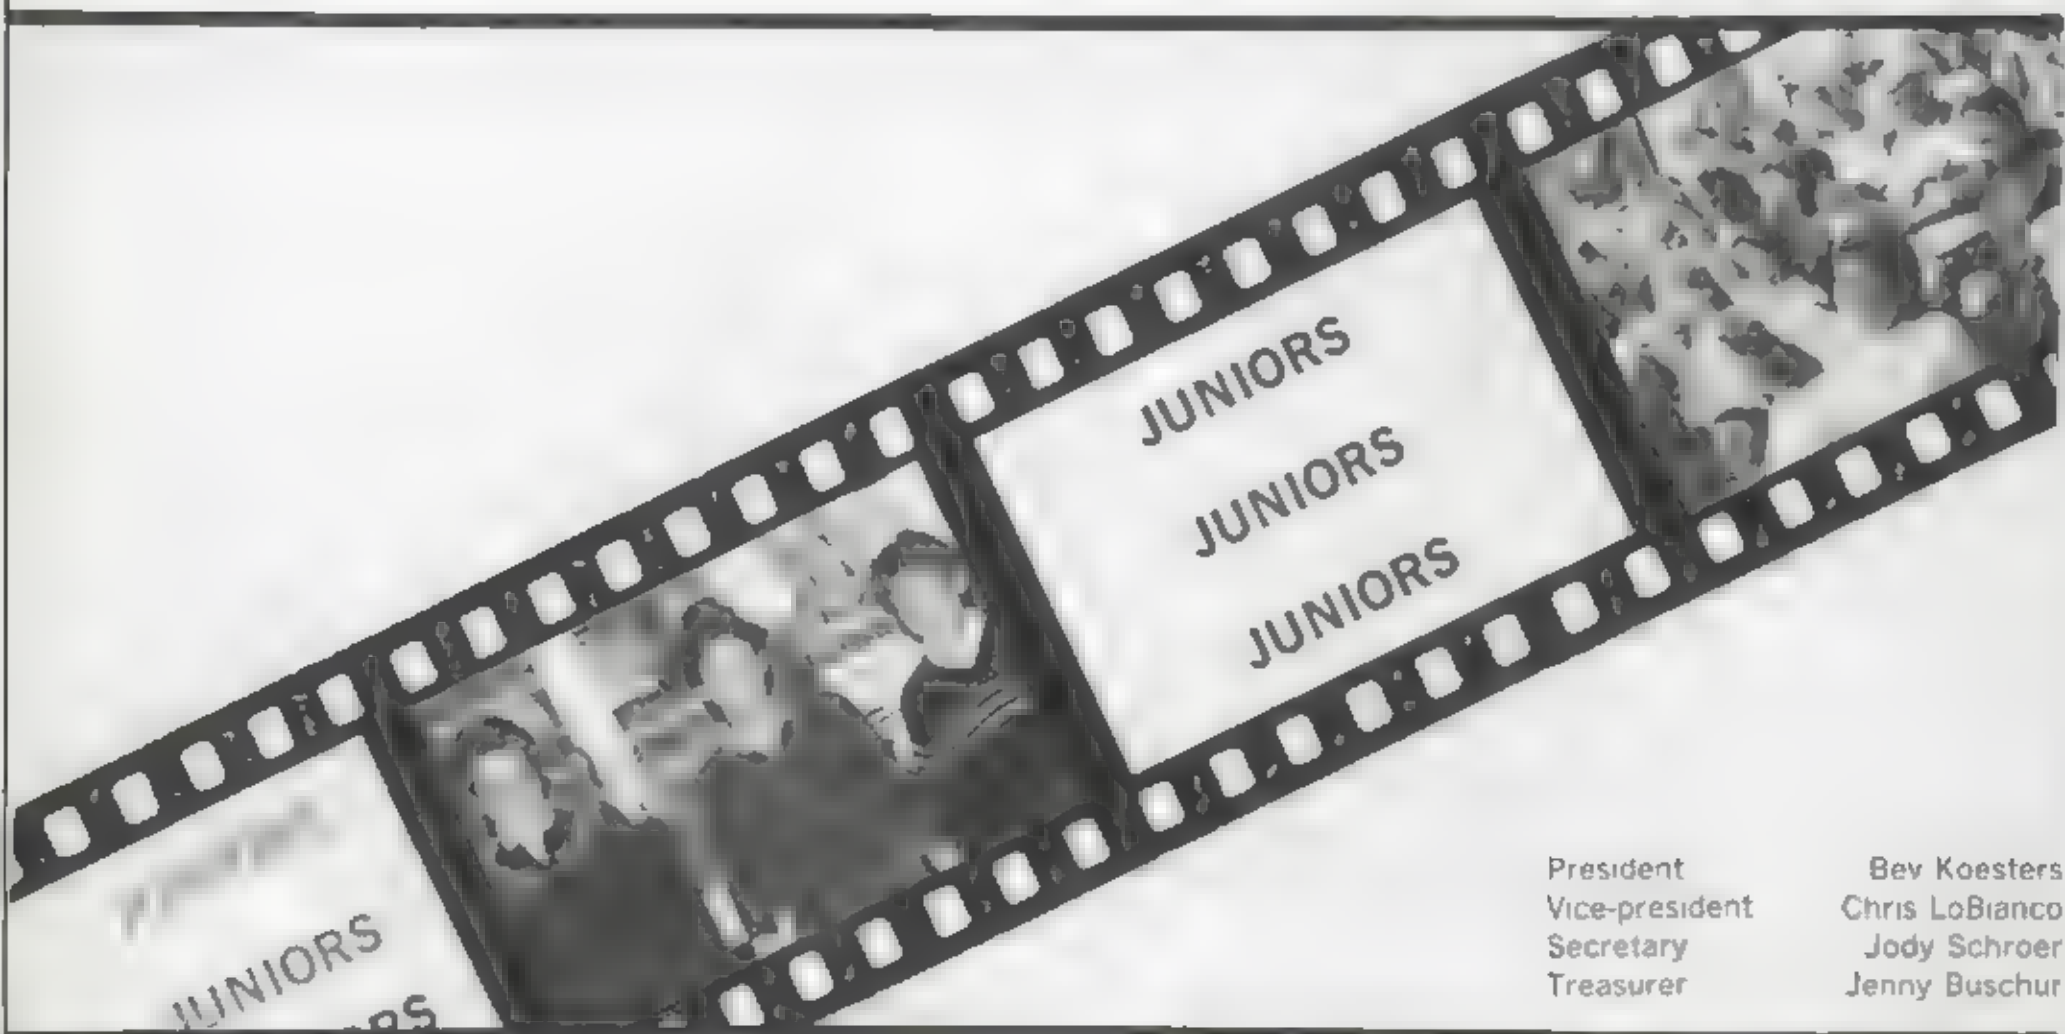 JUNIORS
JUNIORS
JUNIORS
JUNIORS
President Bev Koesters
Vice-president Chris LoBianco
Secretary Jody Schroer
Treasurer Jenny Buschur